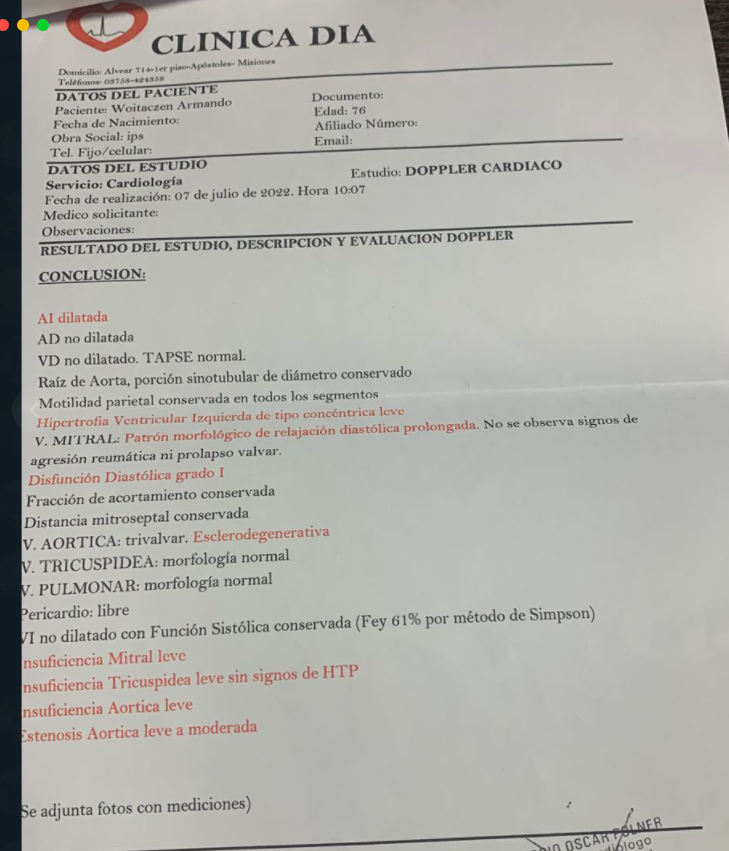 CLINICA DIA
Domicilio: Alvear 714-1er piso-Apóstoles- Misiones
Teléfonos: 03758-424338
DATOS DEL PACIENTE
Paciente: Woitaczen Armando
Fecha de Nacimiento:
Obra Social: ips
Tel. Fijo/celular:
Documento:
Edad: 76
Afiliado Número:
Email:
DATOS DEL ESTUDIO
Servicio: Cardiología
Estudio: DOPPLER CARDIACO
Fecha de realización: 07 de julio de 2022. Hora 10:07
Medico solicitante:
Observaciones:
RESULTADO DEL ESTUDIO, DESCRIPCION Y EVALUACION DOPPLER
CONCLUSION:
AI dilatada
AD no dilatada
VD no dilatado. TAPSE normal.
Raíz de Aorta, porción sinotubular de diámetro conservado
Motilidad parietal conservada en todos los segmentos
Hipertrofia Ventricular Izquierda de tipo concéntrica leve
V. MITRAL: Patrón morfológico de relajación diastólica prolongada. No se observa signos de
agresión reumática ni prolapso valvar.
Disfunción Diastólica grado I
Fracción de acortamiento conservada
Distancia mitroseptal conservada
V. AORTICA: trivalvar. Esclerodegenerativa
V. TRICUSPIDEA: morfología normal
V. PULMONAR: morfología normal
Pericardio: libre
VI no dilatado con Función Sistólica conservada (Fey 61% por método de Simpson)
nsuficiencia Mitral leve
nsuficiencia Tricuspidea leve sin signos de HTP
nsuficiencia Aortica leve
Estenosis Aortica leve a moderada
Se adjunta fotos con mediciones)
OSCAR POLNER